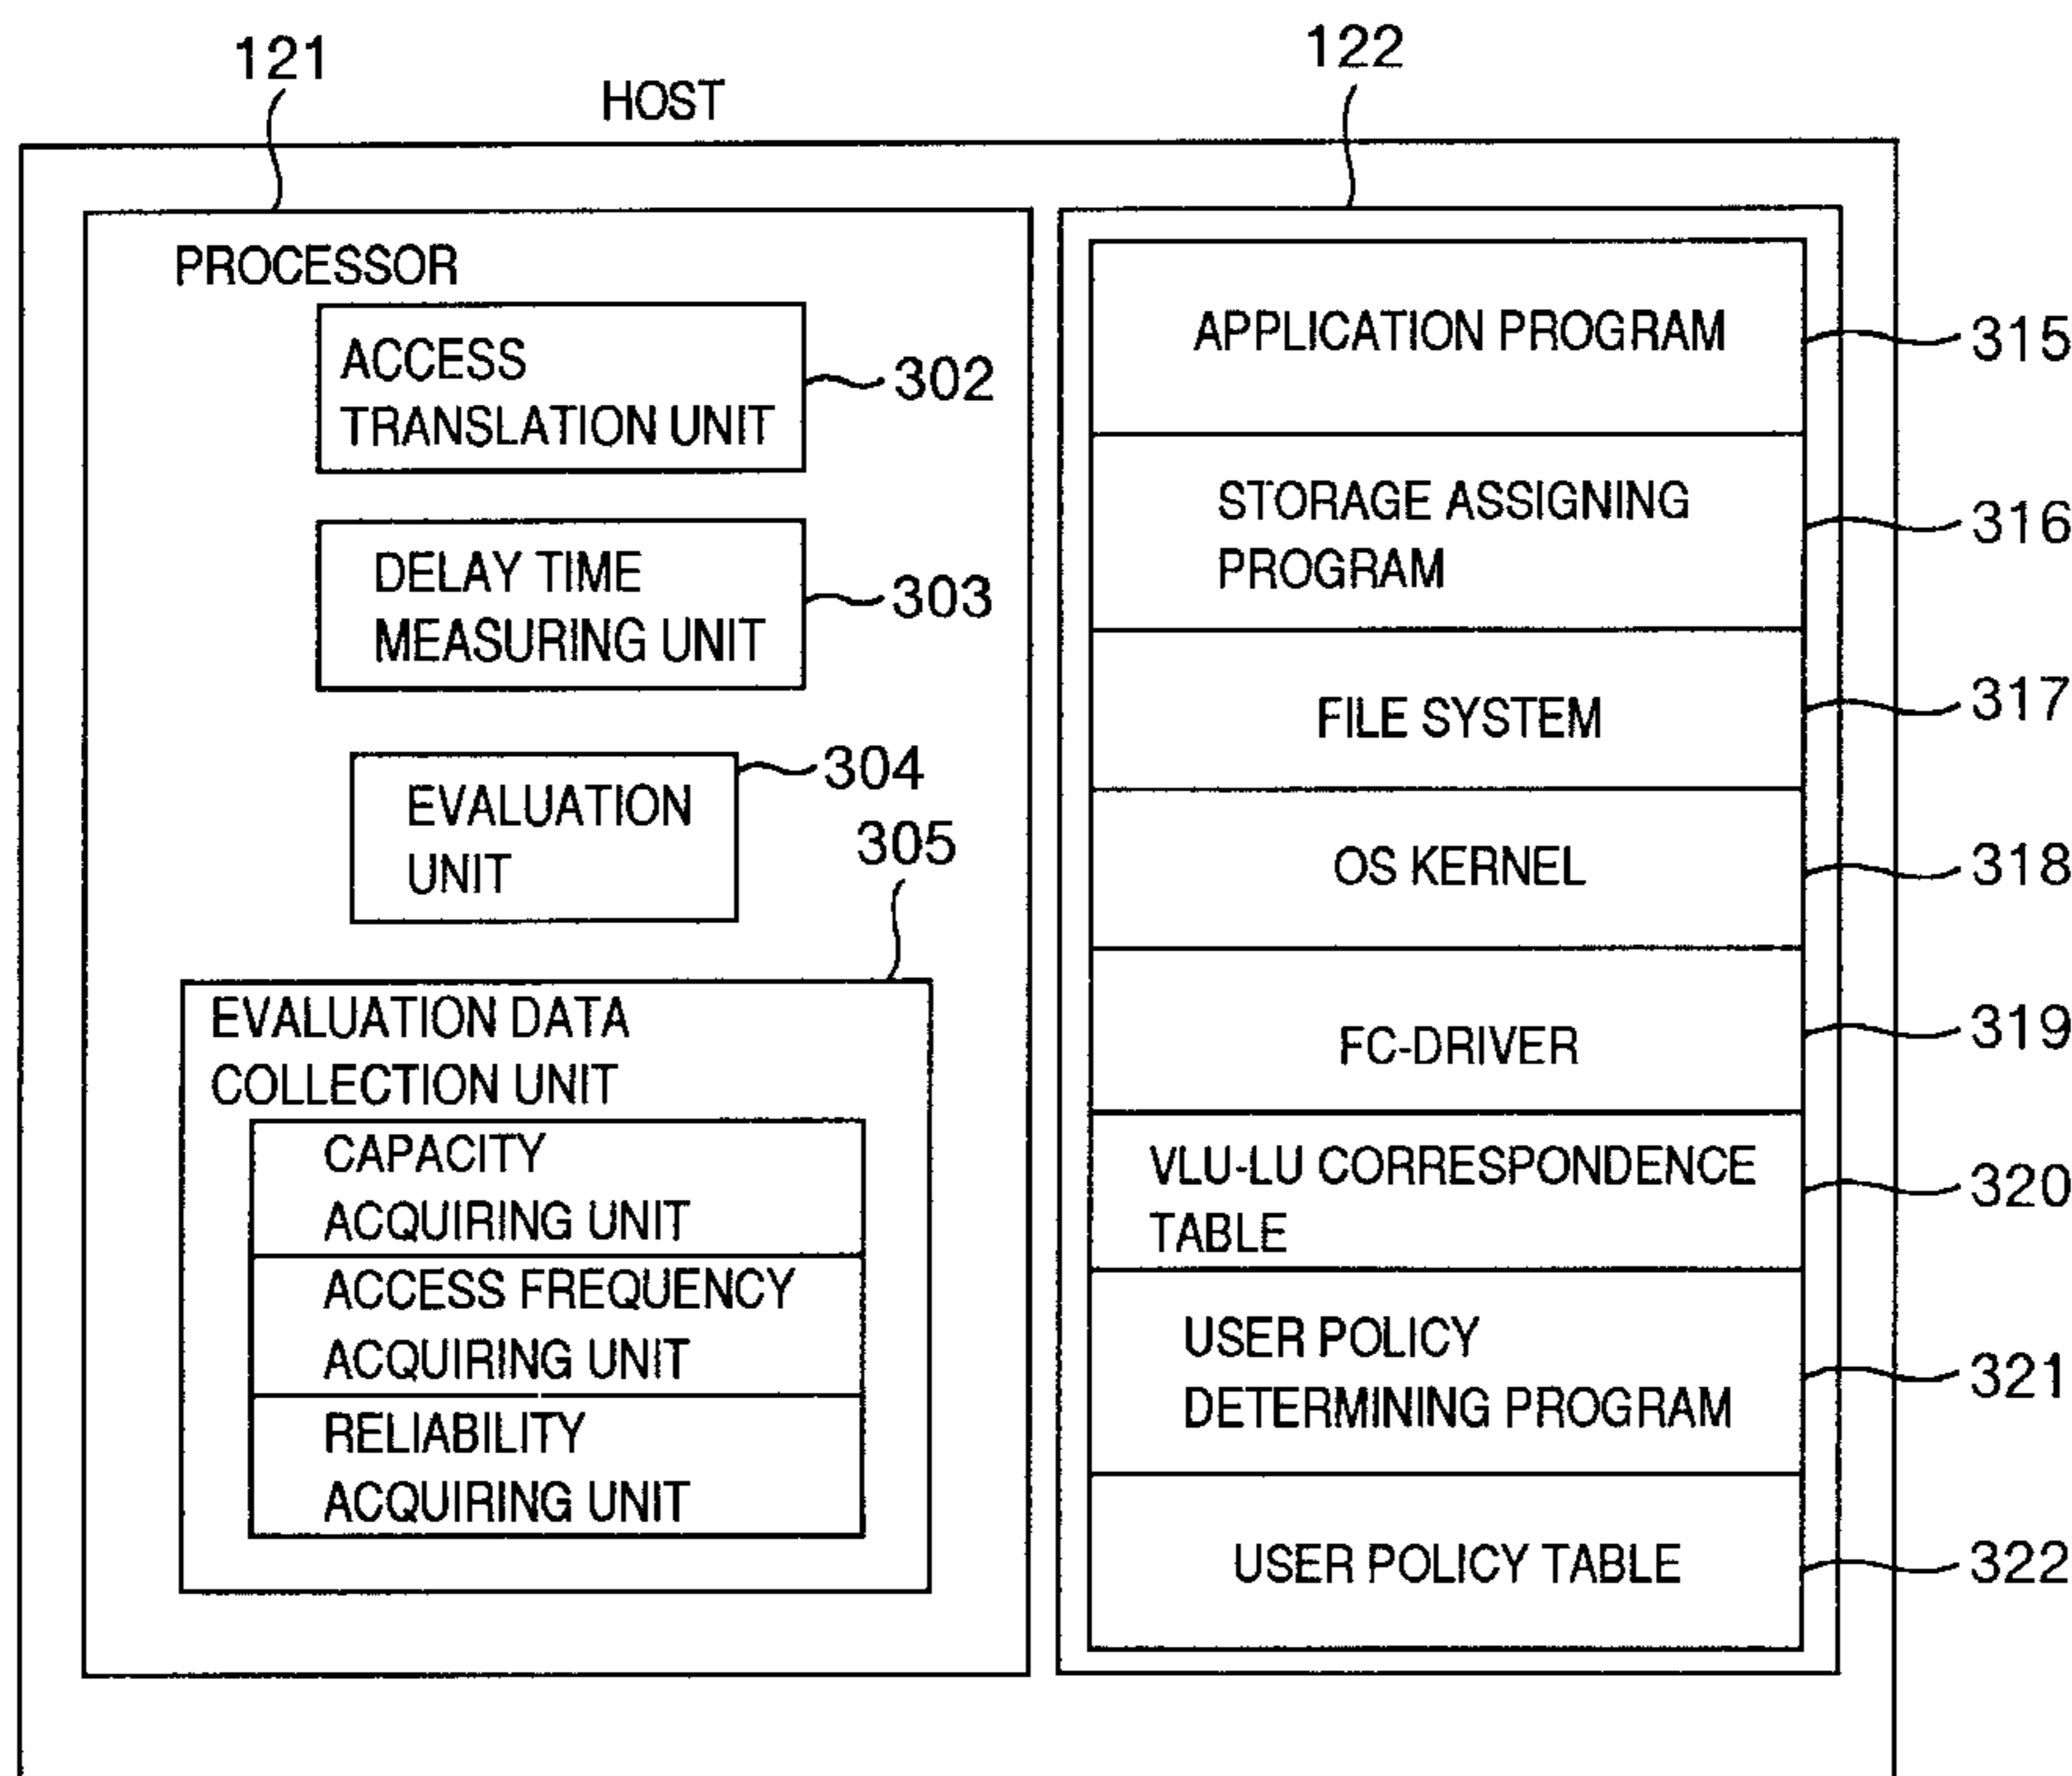 121
HOST
122
PROCESSOR
ACCESS
TRANSLATION UNIT
302
DELAY TIME
MEASURING UNIT
303
EVALUATION
UNIT
304
305
EVALUATION DATA
COLLECTION UNIT
CAPACITY
ACQUIRING UNIT
ACCESS FREQUENCY
ACQUIRING UNIT
RELIABILITY
ACQUIRING UNIT
APPLICATION PROGRAM
315
STORAGE ASSIGNING
PROGRAM
316
FILE SYSTEM
317
OS KERNEL
318
FC-DRIVER
319
VLU-LU CORRESPONDENCE
TABLE
320
USER POLICY
DETERMINING PROGRAM
321
USER POLICY TABLE
322